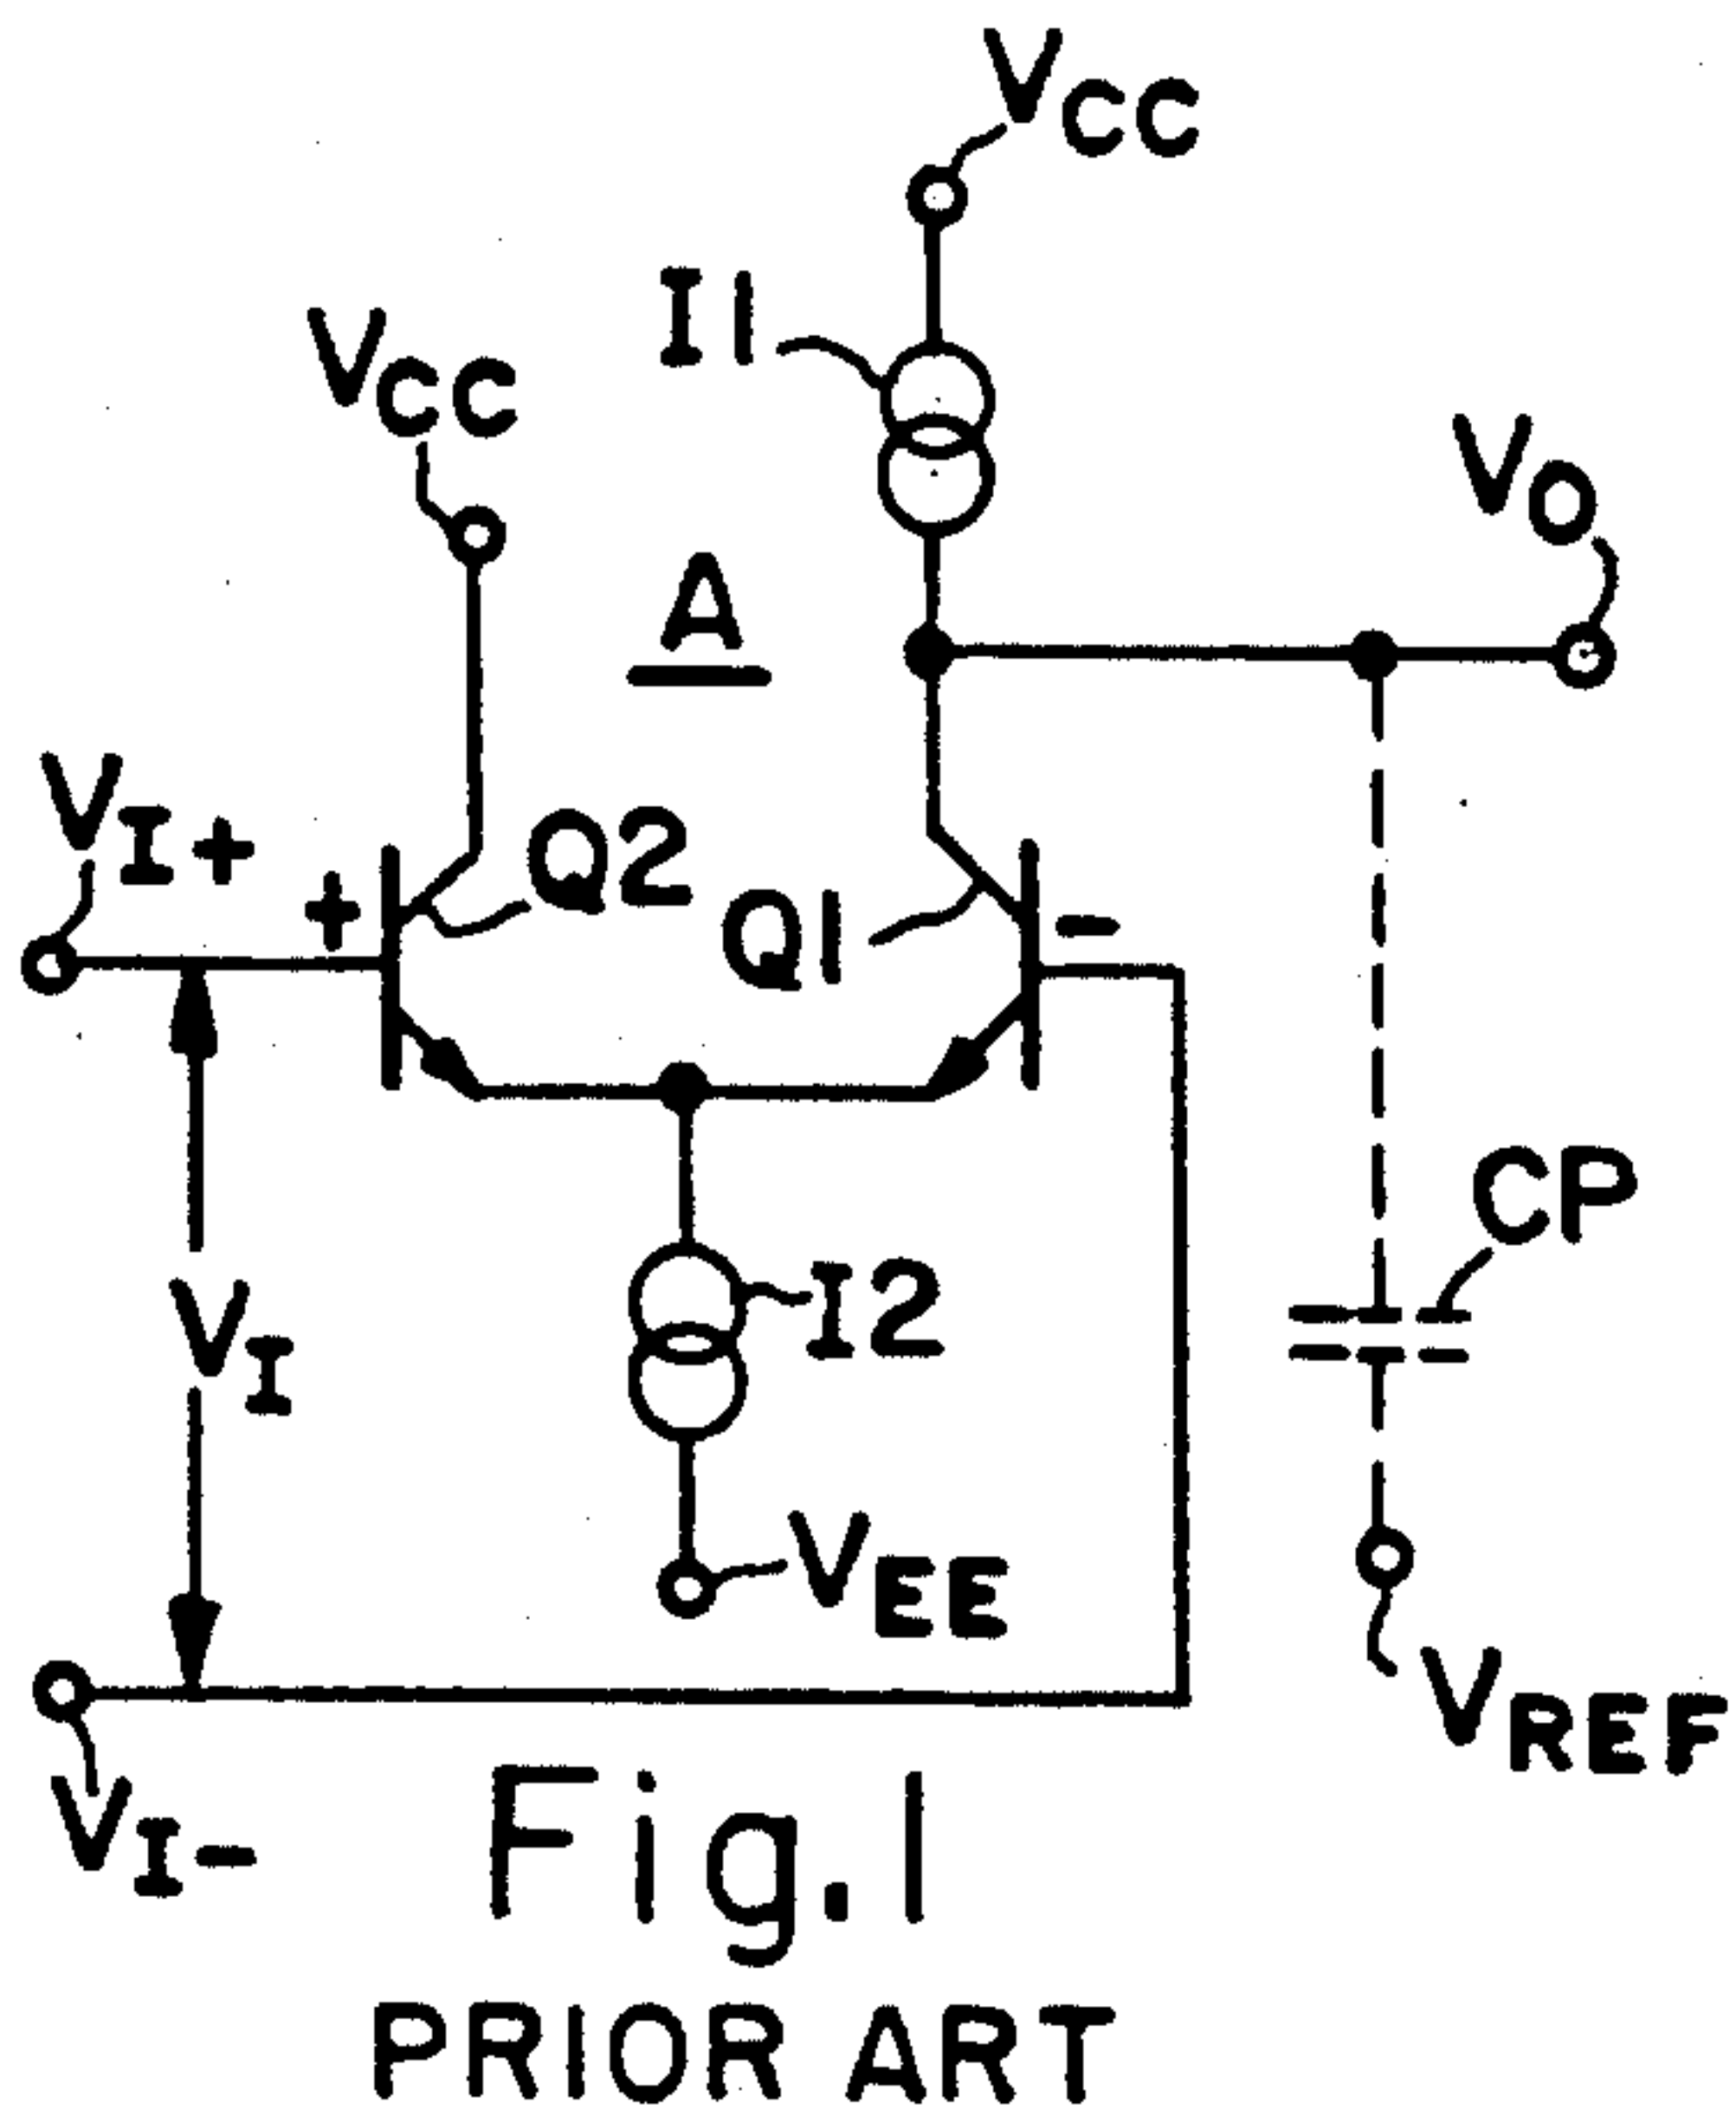 VCC
I1
VCC
VO
A
VI+
+
Q2
Q1
-
CP
I2
VI
VEE
VREF
VI-
Fig.1
PRIOR ART